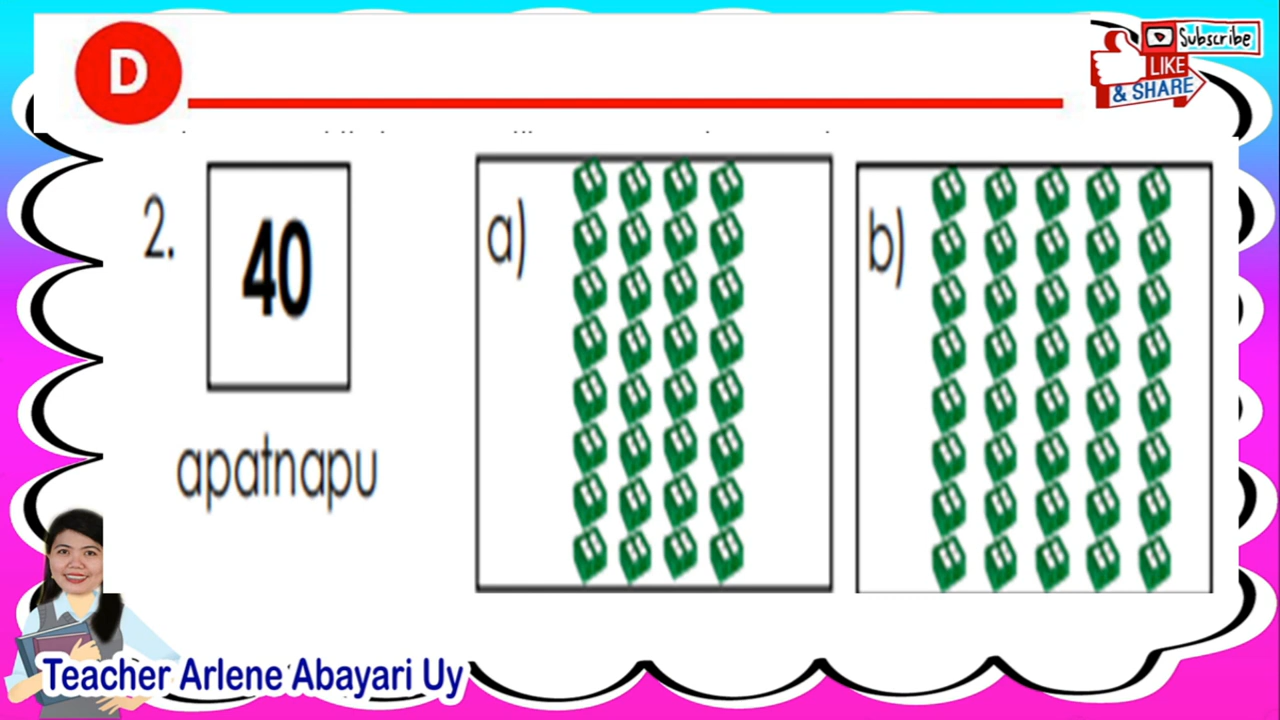 D
Subscribe
LIKE
& SHARE
2.
40
a)
b)
apatnapu
Teacher Arlene Abayari Uy